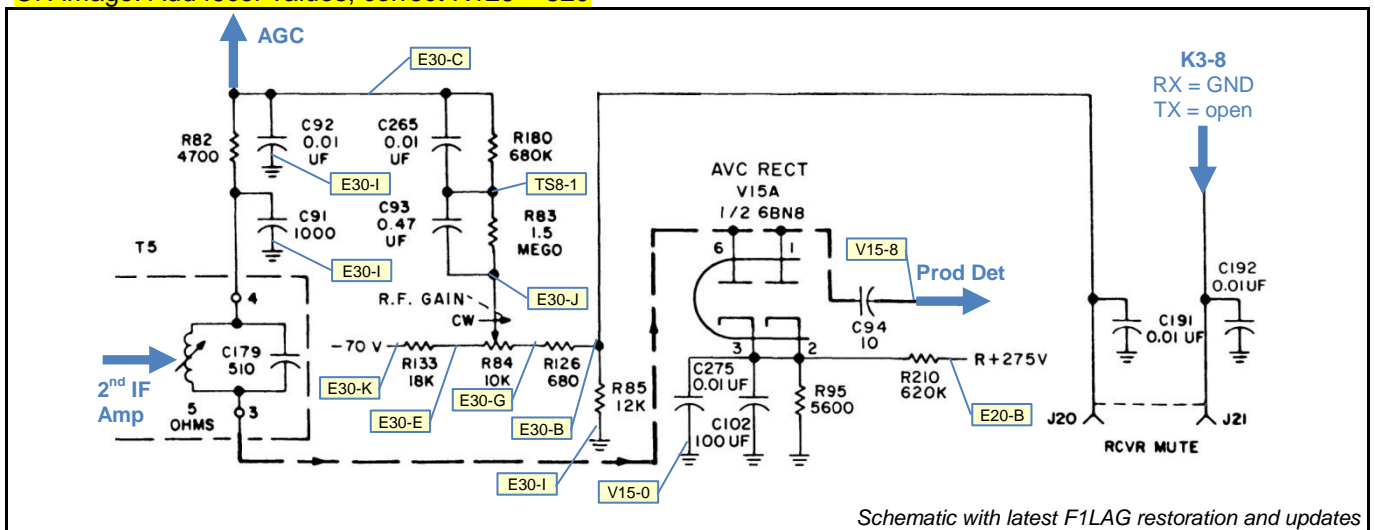 AGC
E30-C
K3-8
RX = GND
TX = open
R82
4700
C92
0.01
UF
C265
0.01
UF
R180
680K
AVC RECT
V15A
1/2 6BN8
E30-I
TS8-1
C91
1000
C93
0.47
UF
R83
1.5
MEGO
6
1
V15-8
T5
E30-I
Prod Det
C192
0.01UF
4
R.F. GAIN
E30-J
CW
C94
10
C191
0.01 UF
C179
510
-70 V
R133
18K
R84
10K
R126
680
3
2
R+275V
2nd IF
Amp
E30-K
C275
0.01UF
R210
620K
5
OHMS
3
E30-E
E30-G
E30-B
R85
12K
C102
100UF
R95
5600
E20-B
J20
J21
RCVR MUTE
E30-I
V15-0
Schematic with latest F1LAG restoration and updates